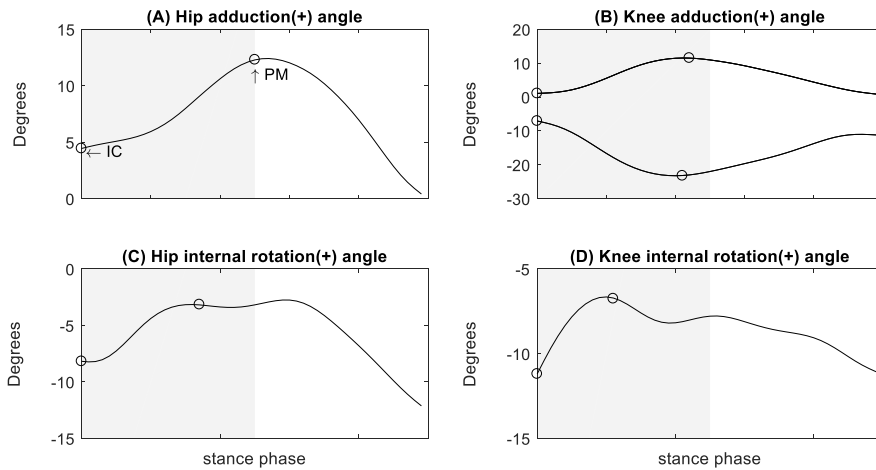 (A) Hip adduction(+) angle
15
10
5
0
Degrees
↑ PM
← IC
(B) Knee adduction(+) angle
20
10
0
-10
-20
-30
Degrees
(C) Hip internal rotation(+) angle
0
-5
-10
-15
Degrees
stance phase
(D) Knee internal rotation(+) angle
-5
-10
-15
Degrees
stance phase